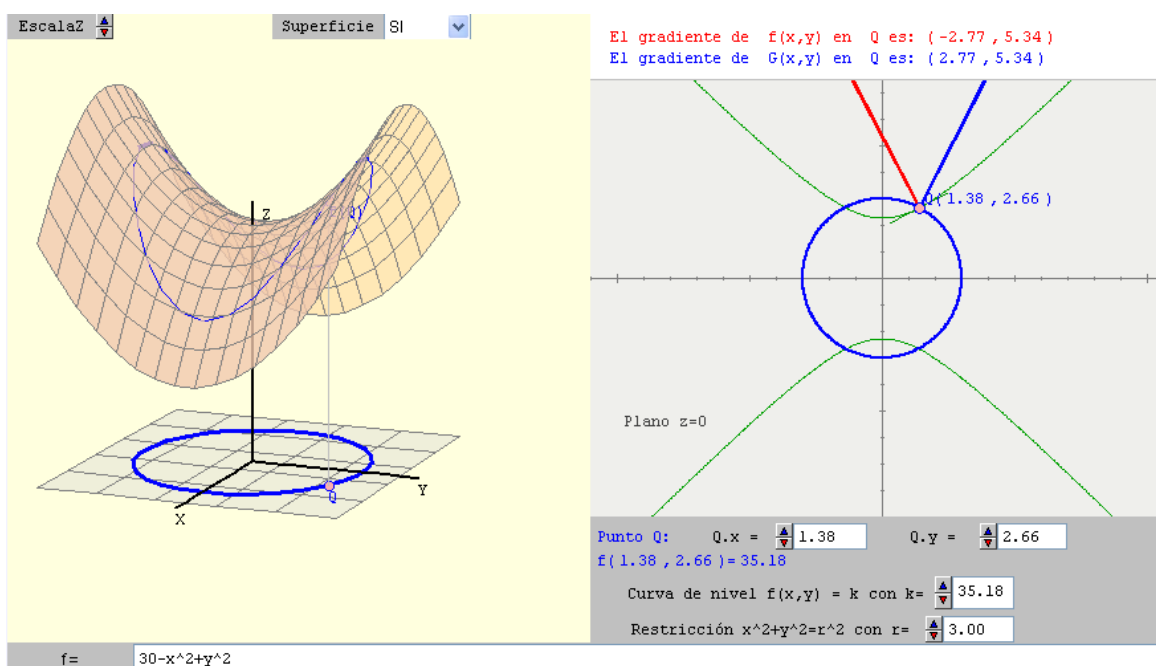 EscalaZ
Superficie SI
Z
Q
Y
Q
X
El gradiente de f(x,y) en Q es: (-2.77,5.34)
El gradiente de G(x,y) en Q es: (2.77,5.34)
Q(1.38,2.66)
Plano z=0
Punto Q: Q.x = 1.38 Q.y = 2.66
f(1.38,2.66)=35.18
Curva de nivel f(x,y) = k con k= 35.18
Restricción x^2+y^2=r^2 con r= 3.00
f= 30-x^2+y^2